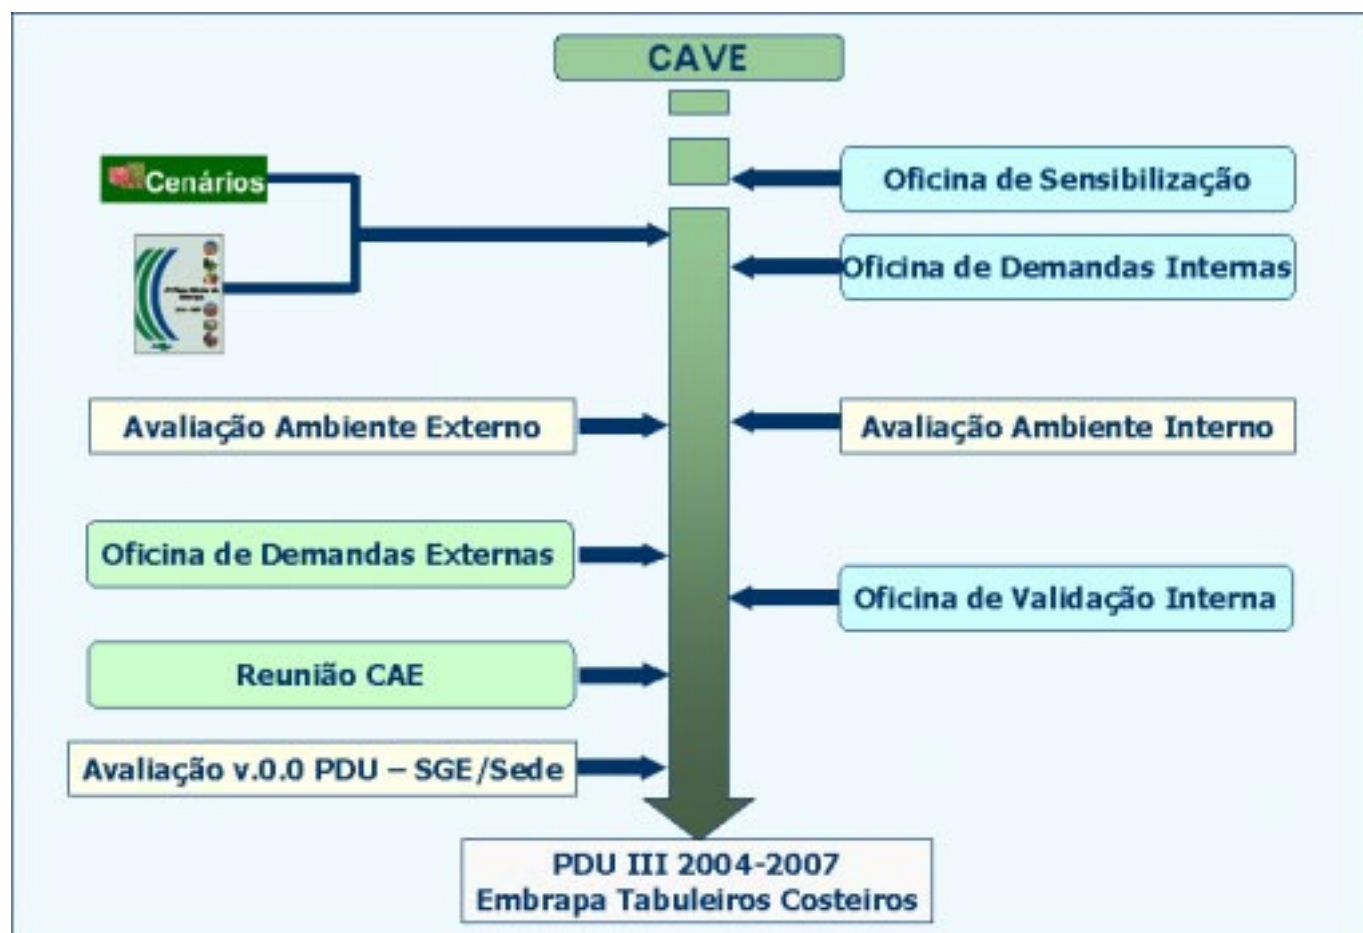 CAVE
Cenários
Oficina de Sensibilização
Oficina de Demandas Internas
Avaliação Ambiente Externo
Avaliação Ambiente Interno
Oficina de Demandas Externas
Oficina de Validação Interna
Reunião CAE
Avaliação v.0.0 PDU – SGE/Sede
PDU III 2004-2007
Embrapa Tabuleiros Costeiros